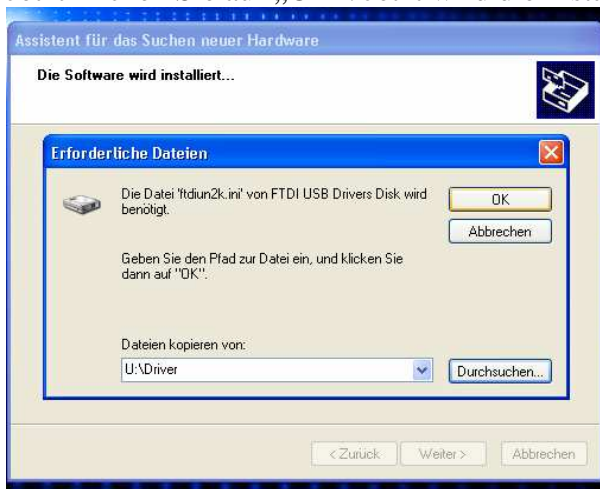 Assistent für das Suchen neuer Hardware
Die Software wird installiert...
Erforderliche Dateien
Die Datei 'ftdiun2k.ini' von FTDI USB Drivers Disk wird
benötigt.
OK
Abbrechen
Geben Sie den Pfad zur Datei ein, und klicken Sie
dann auf "OK".
Dateien kopieren von:
U:\Driver
Durchsuchen...
< Zurück
Weiter >
Abbrechen